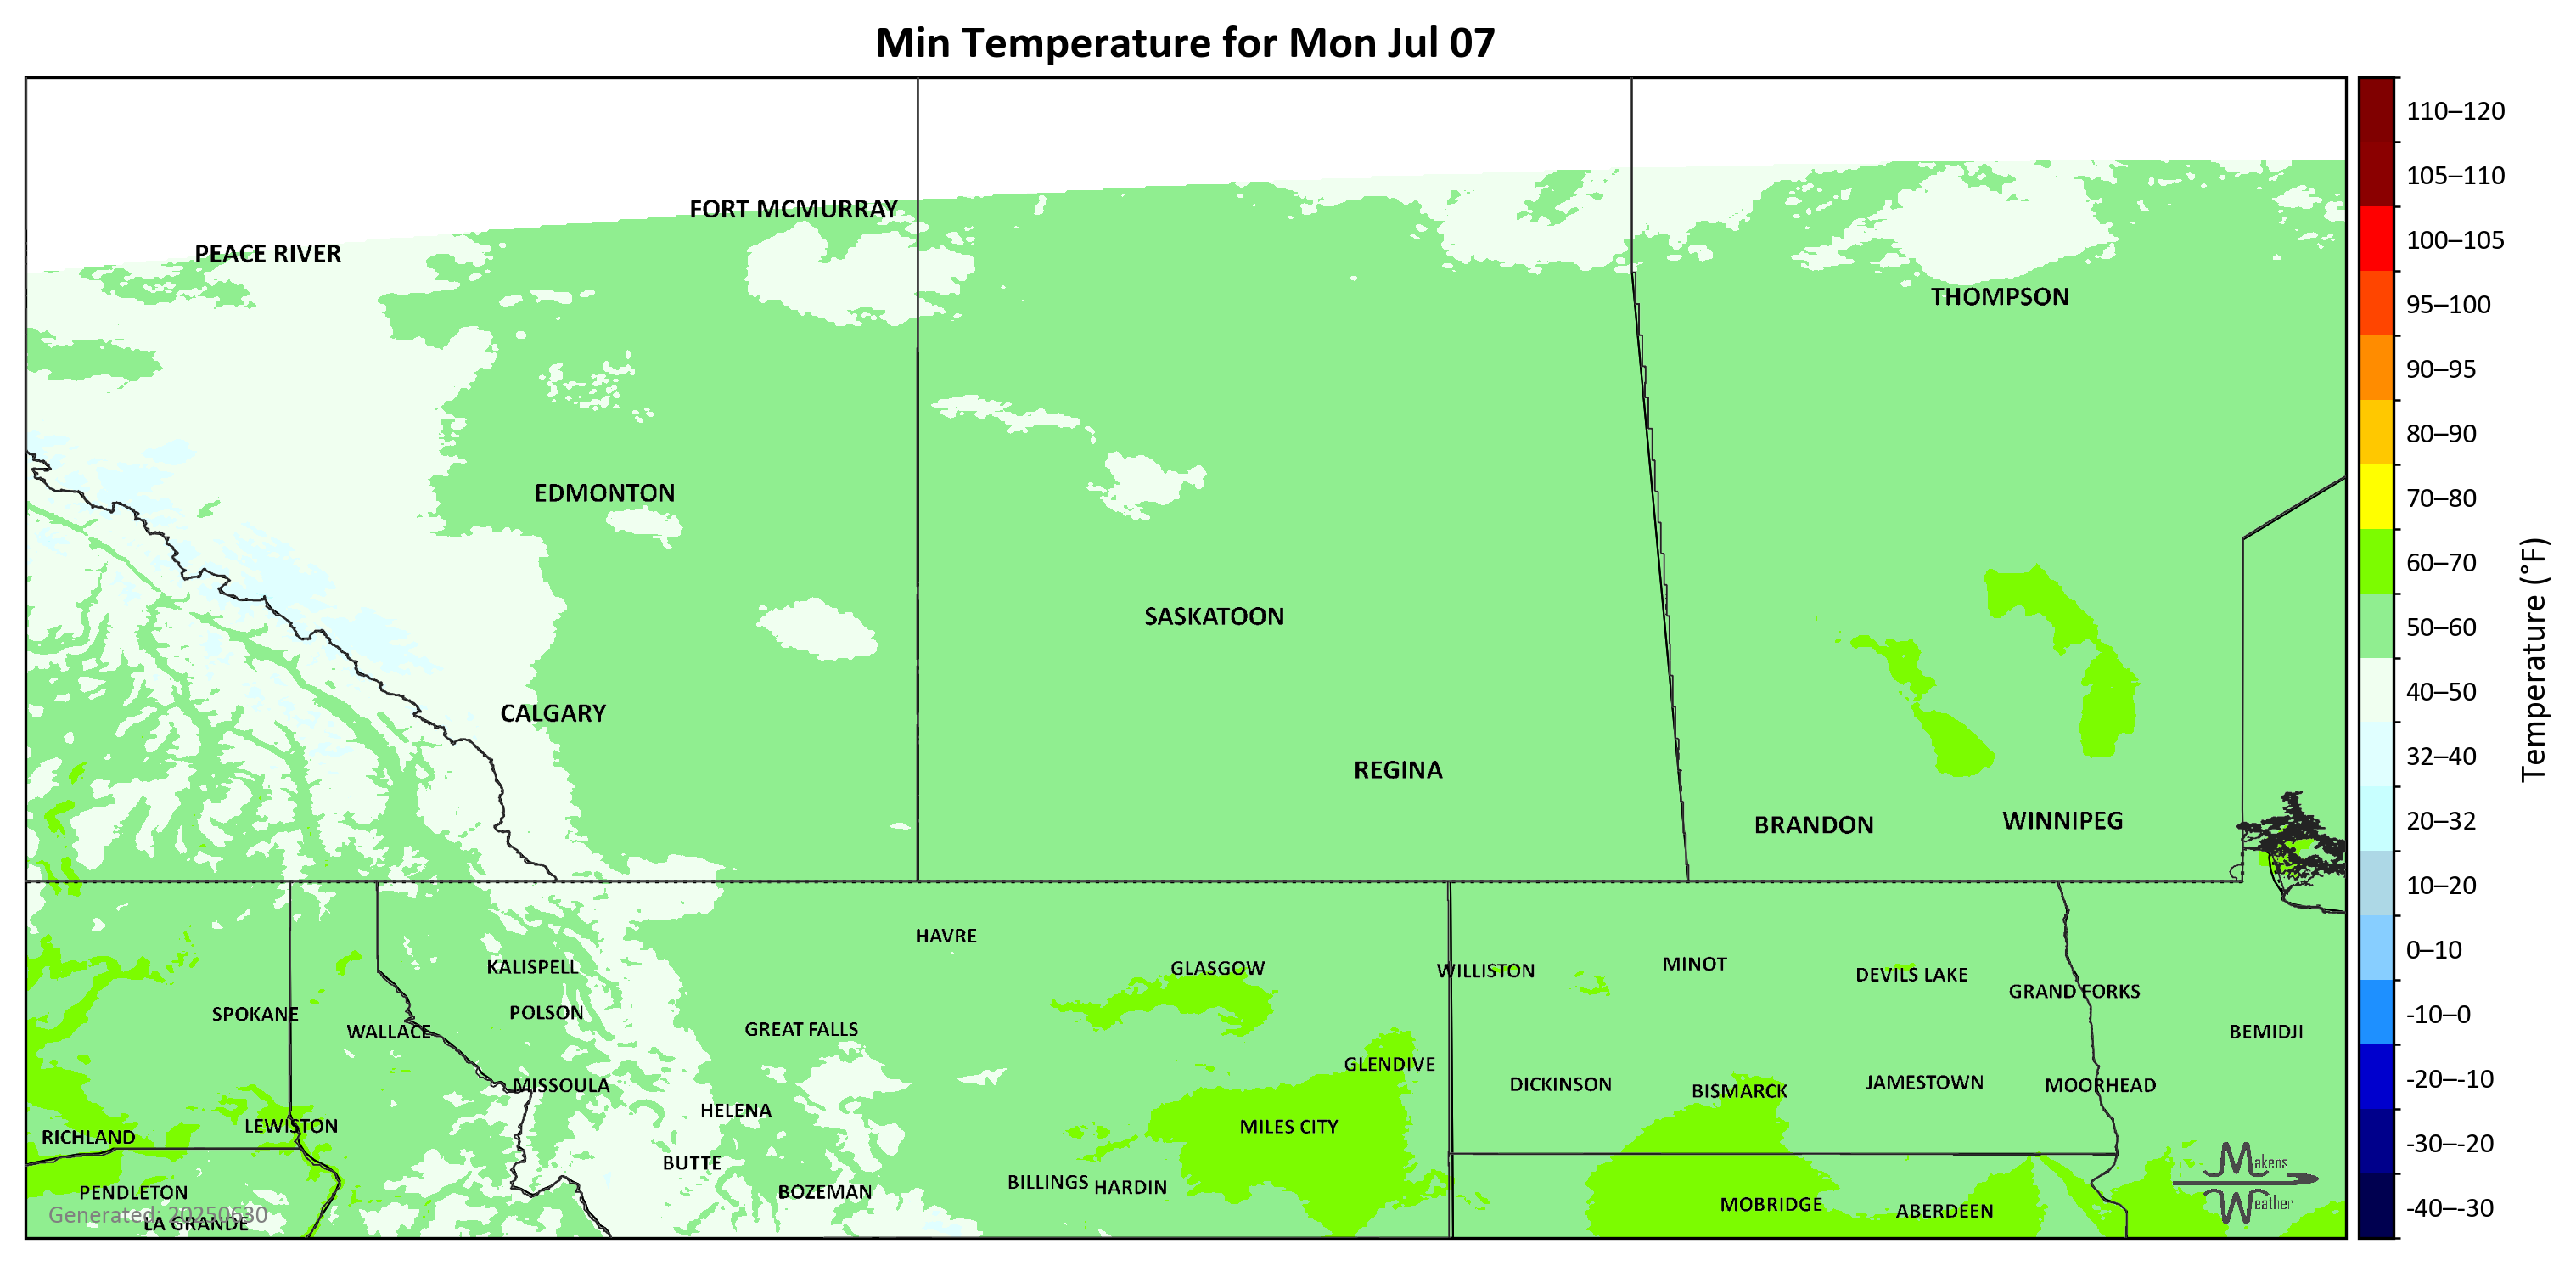 Min Temperature for Mon Jul 07
FORT MCMURRAY
PEACE RIVER
THOMPSON
EDMONTON
SASKATOON
CALGARY
REGINA
BRANDON
WINNIPEG
HAVRE
KALISPELL
GLASGOW
WILLISTON
MINOT
DEVILS LAKE
GRAND FORKS
SPOKANE
POLSON
WALLACE
GREAT FALLS
BEMIDJI
GLENDIVE
MISSOULA
DICKINSON
BISMARCK
JAMESTOWN
MOORHEAD
HELENA
LEWISTON
MILES CITY
RICHLAND
BUTTE
BILLINGS
HARDIN
PENDLETON
BOZEMAN
MOBRIDGE
ABERDEEN
Generated: 20250630
LA GRANDE
Makens
Weather
110–120
105–110
100–105
95–100
90–95
80–90
70–80
60–70
50–60
40–50
32–40
20–32
10–20
0–10
-10–0
-20–-10
-30–-20
-40–-30
Temperature (°F)